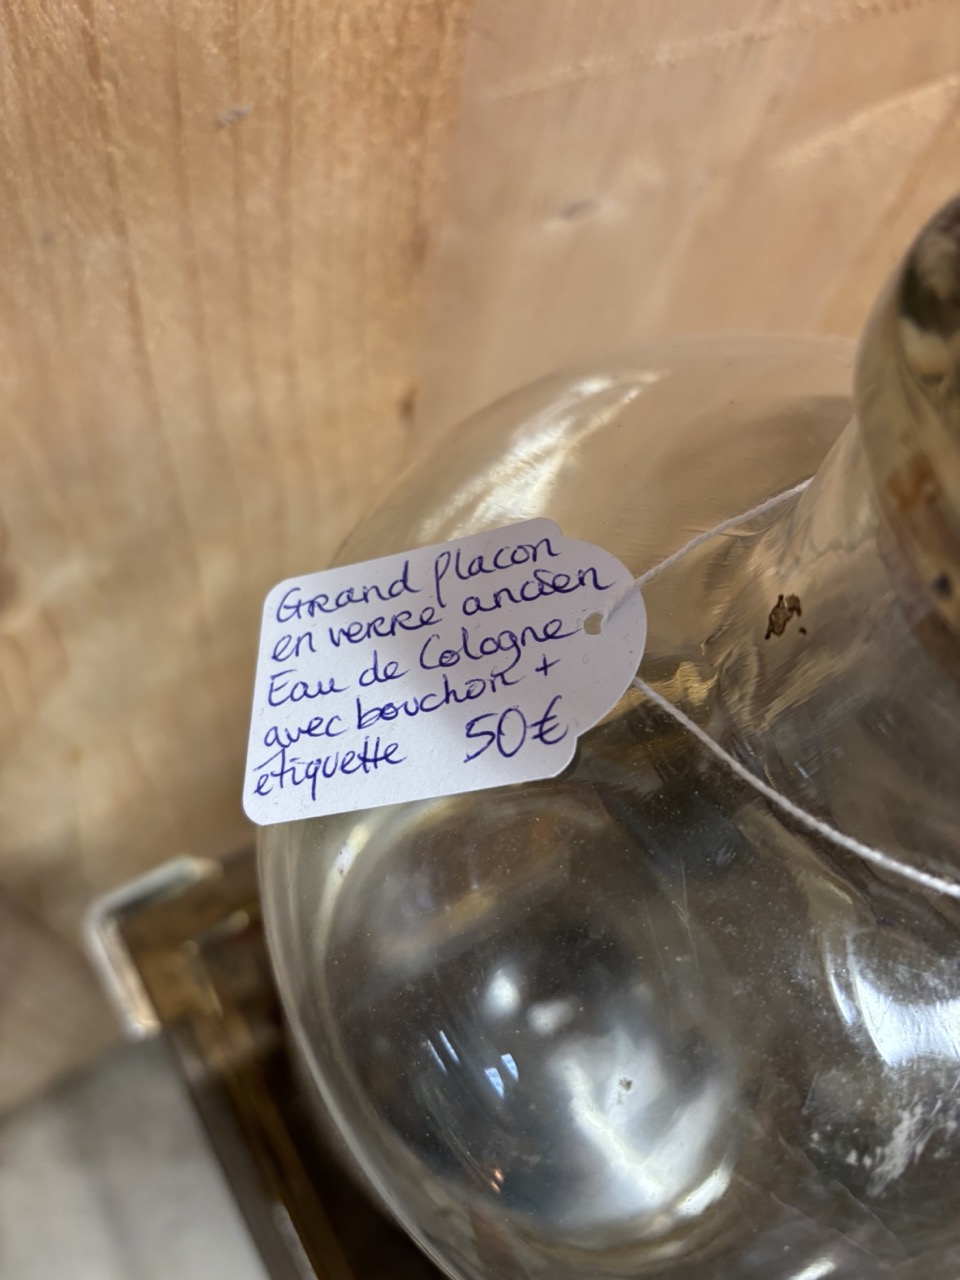 Grand flacon
en verre ancien
Eau de Cologne
avec bouchon +
étiquette 50€